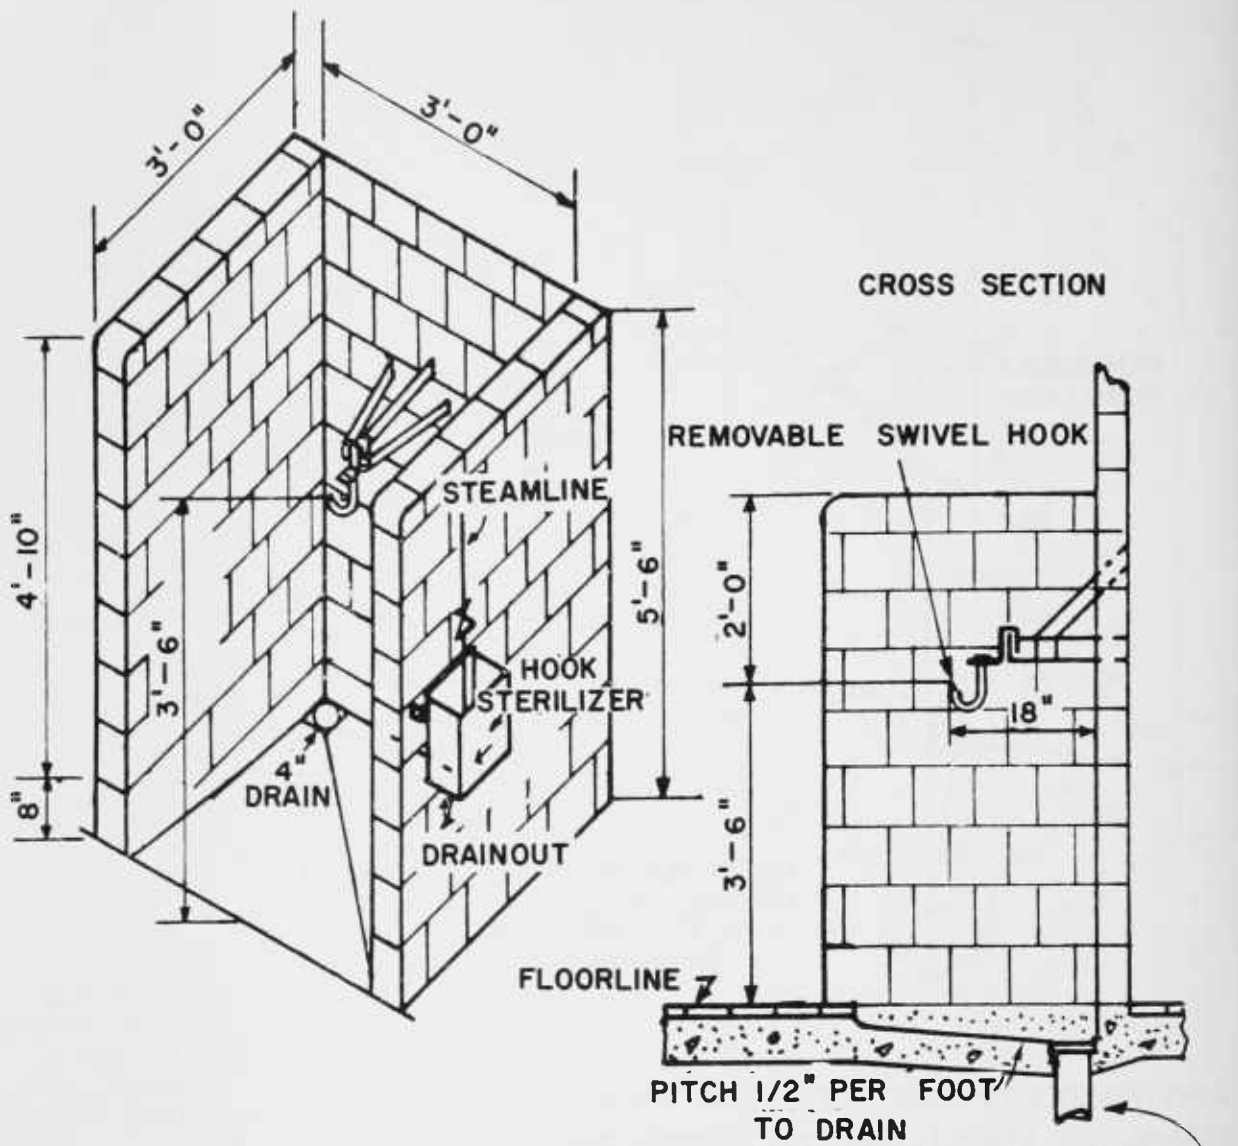 3'-0"
3'-0"
CROSS SECTION
REMOVABLE SWIVEL HOOK
STEAMLINE
4'-10"
5'-6"
2'-0"
3'-6"
HOOK
STERILIZER
18"
4"
DRAIN
8"
DRAINOUT
3'-6"
FLOORLINE
PITCH 1/2" PER FOOT
TO DRAIN